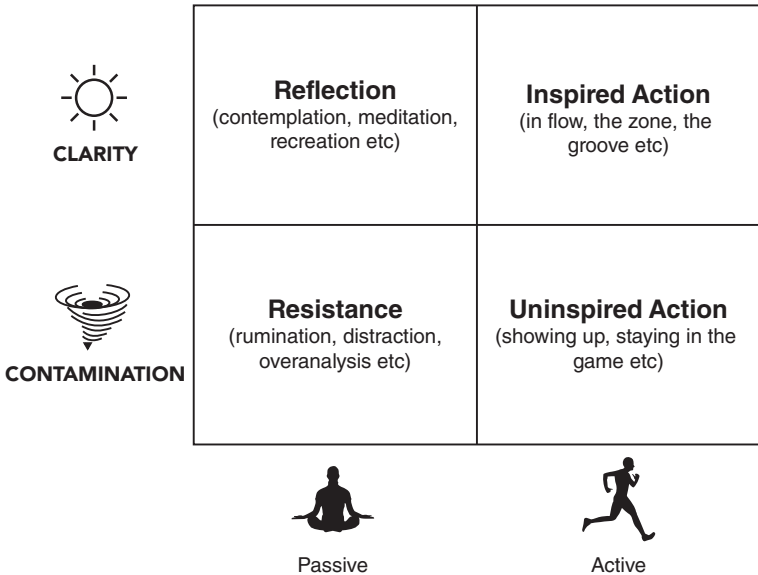 Reflection
(contemplation, meditation,
recreation etc)
Inspired Action
(in flow, the zone, the
groove etc)
CLARITY
Resistance
(rumination, distraction,
overanalysis etc)
Uninspired Action
(showing up, staying in the
game etc)
CONTAMINATION
Passive
Active